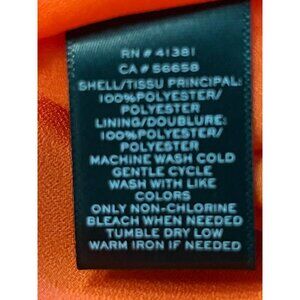 RN # 41381
CA # 56658
SHELL/TISSU PRINCIPAL:
100%POLYESTER/
POLYESTER
LINING/DOUBLURE:
100%POLYESTER/
POLYESTER
MACHINE WASH COLD
GENTLE CYCLE
WASH WITH LIKE
COLORS
ONLY NON-CHLORINE
BLEACH WHEN NEEDED
TUMBLE DRY LOW
WARM IRON IF NEEDED